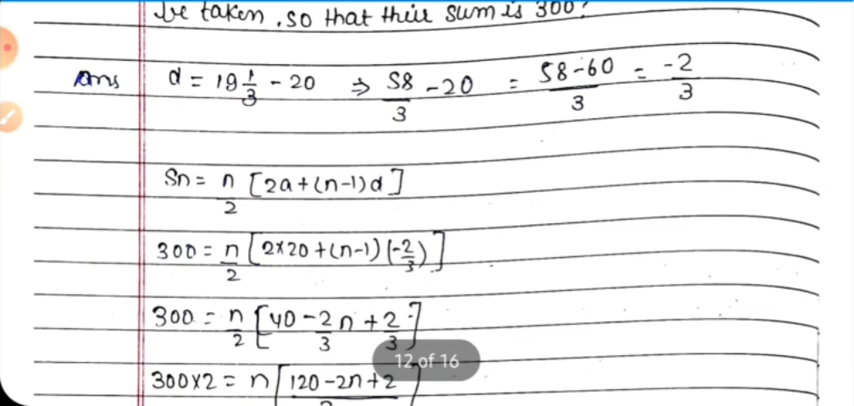 be taken, so that their sum is 300?
Ans d = 19 1/3 - 20 ⇒ 58/3 - 20 = 58-60/3 = -2/3
Sn = n/2 [2a+(n-1)d]
300 = n/2 [2×20+(n-1)(-2/3)]
300 = n/2 [40 - 2/3 n + 2/3]
12 of 16
300×2 = n [120-2n+2